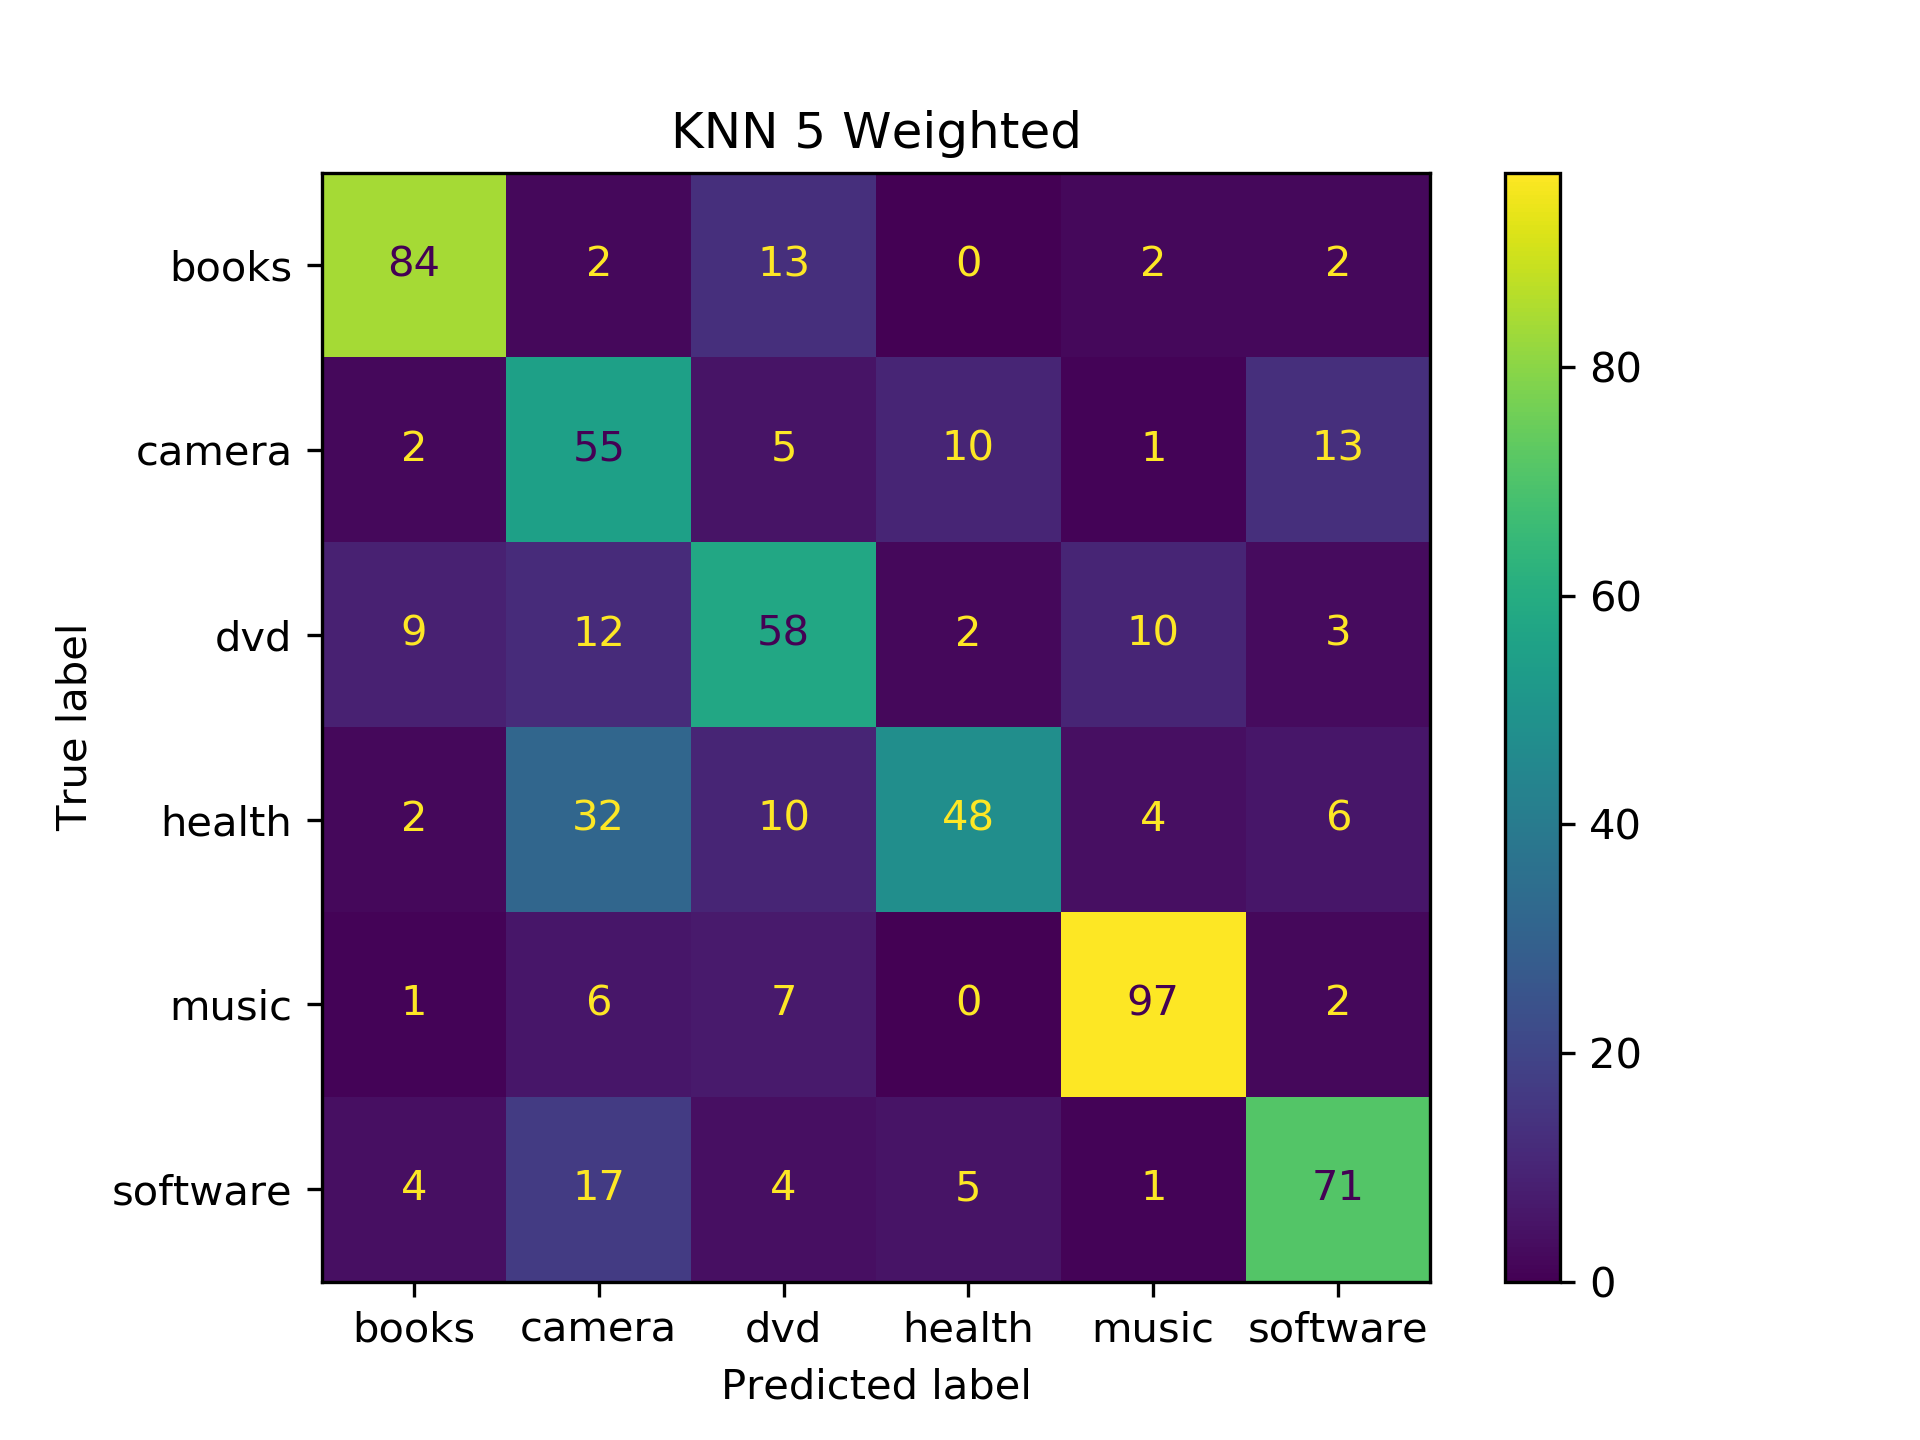 KNN 5 Weighted
books 84 2 13 0 2 2
camera 2 55 5 10 1 13
dvd 9 12 58 2 10 3
health 2 32 10 48 4 6
music 1 6 7 0 97 2
software 4 17 4 5 1 71
books camera dvd health music software
Predicted label
True label
80
60
40
20
0